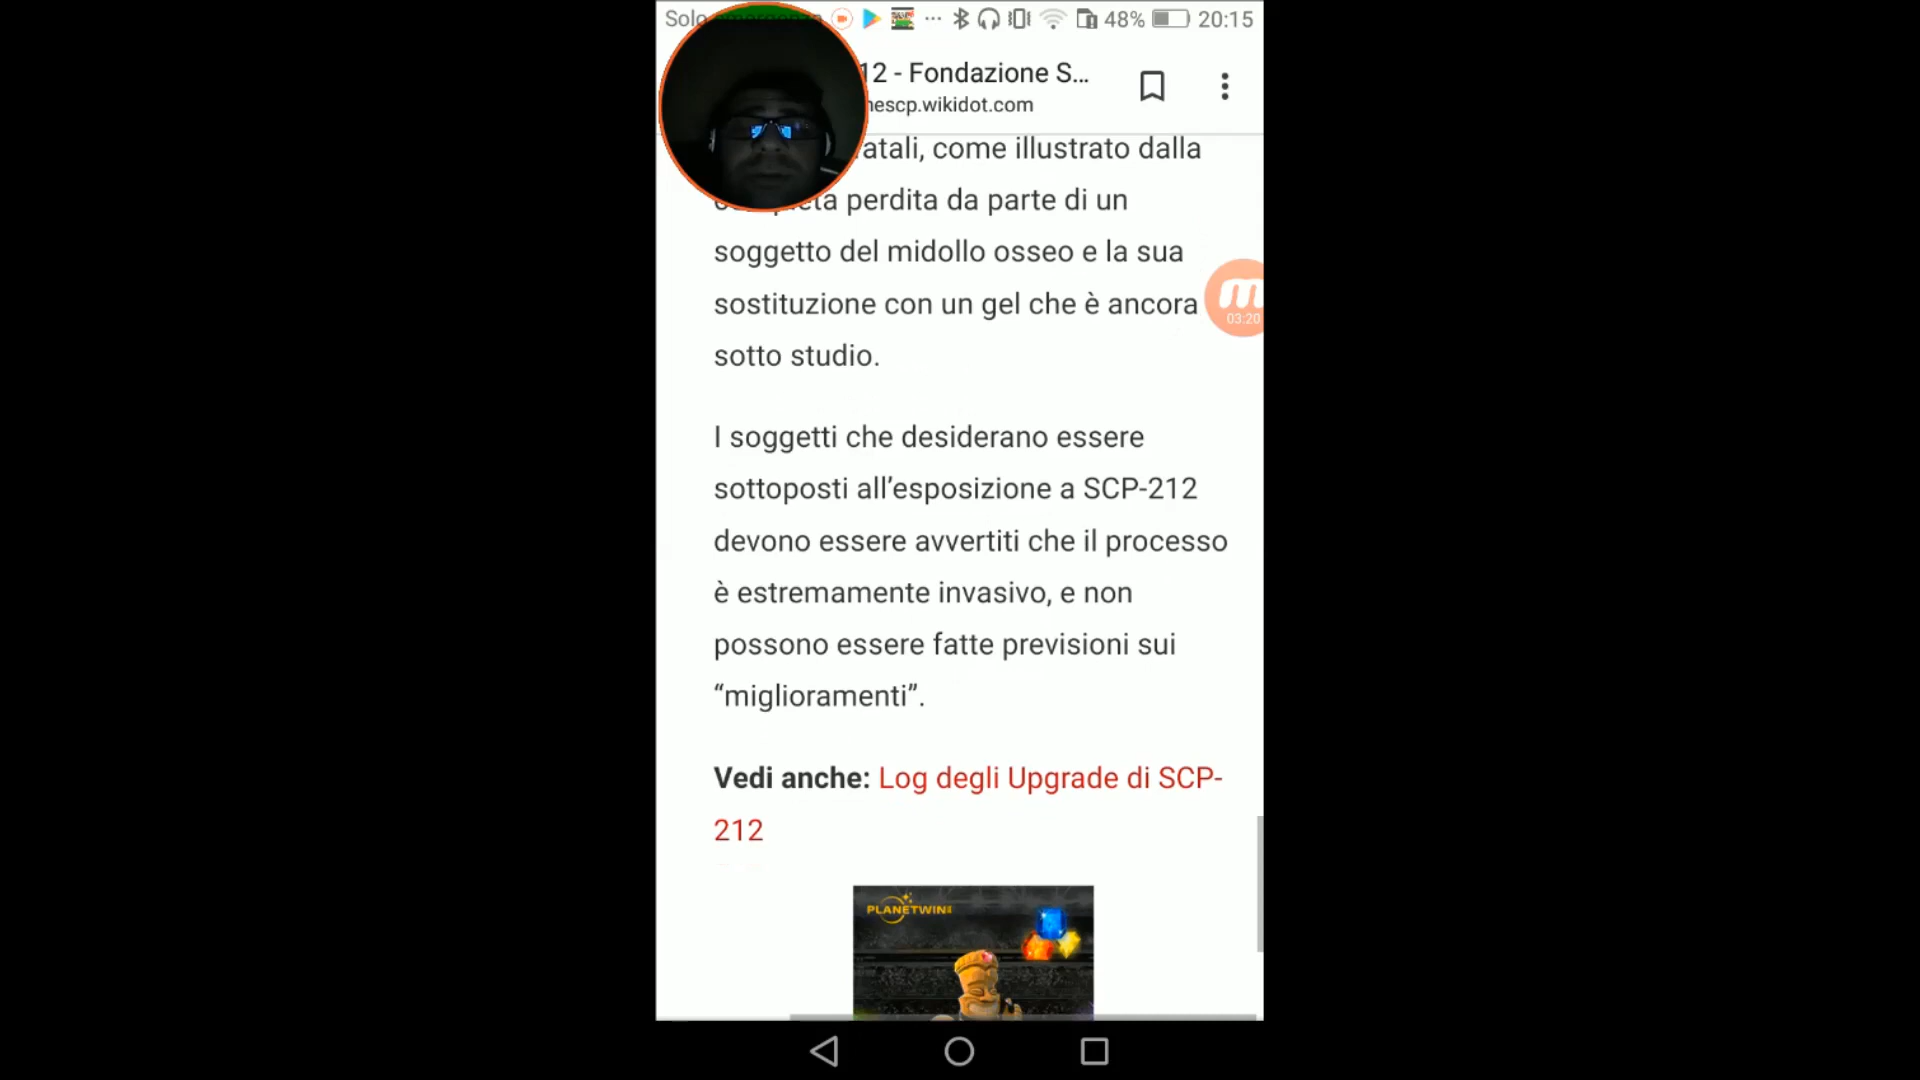 Solo
48% 20:15
12 - Fondazione S...
nescp.wikidot.com
fatali, come illustrato dalla
perdita da parte di un
soggetto del midollo osseo e la sua
sostituzione con un gel che è ancora
03:20
sotto studio.
I soggetti che desiderano essere
sottoposti all’esposizione a SCP-212
devono essere avvertiti che il processo
è estremamente invasivo, e non
possono essere fatte previsioni sui
“miglioramenti”.
Vedi anche: Log degli Upgrade di SCP-
212
PLANETWIN